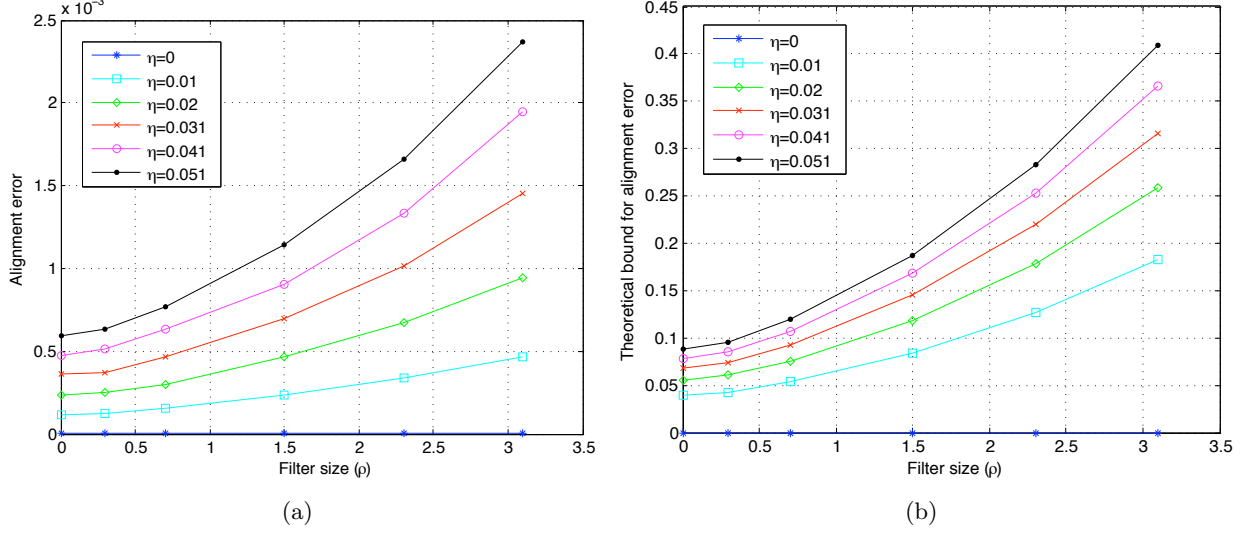 x 10⁻³
2.5
2
1.5
1
0.5
0
Alignment error
η=0
η=0.01
η=0.02
η=0.031
η=0.041
η=0.051
0 0.5 1 1.5 2 2.5 3 3.5
Filter size (ρ)
(a)
0.45
0.4
0.35
0.3
0.25
0.2
0.15
0.1
0.05
0
Theoretical bound for alignment error
η=0
η=0.01
η=0.02
η=0.031
η=0.041
η=0.051
0 0.5 1 1.5 2 2.5 3 3.5
Filter size (ρ)
(b)